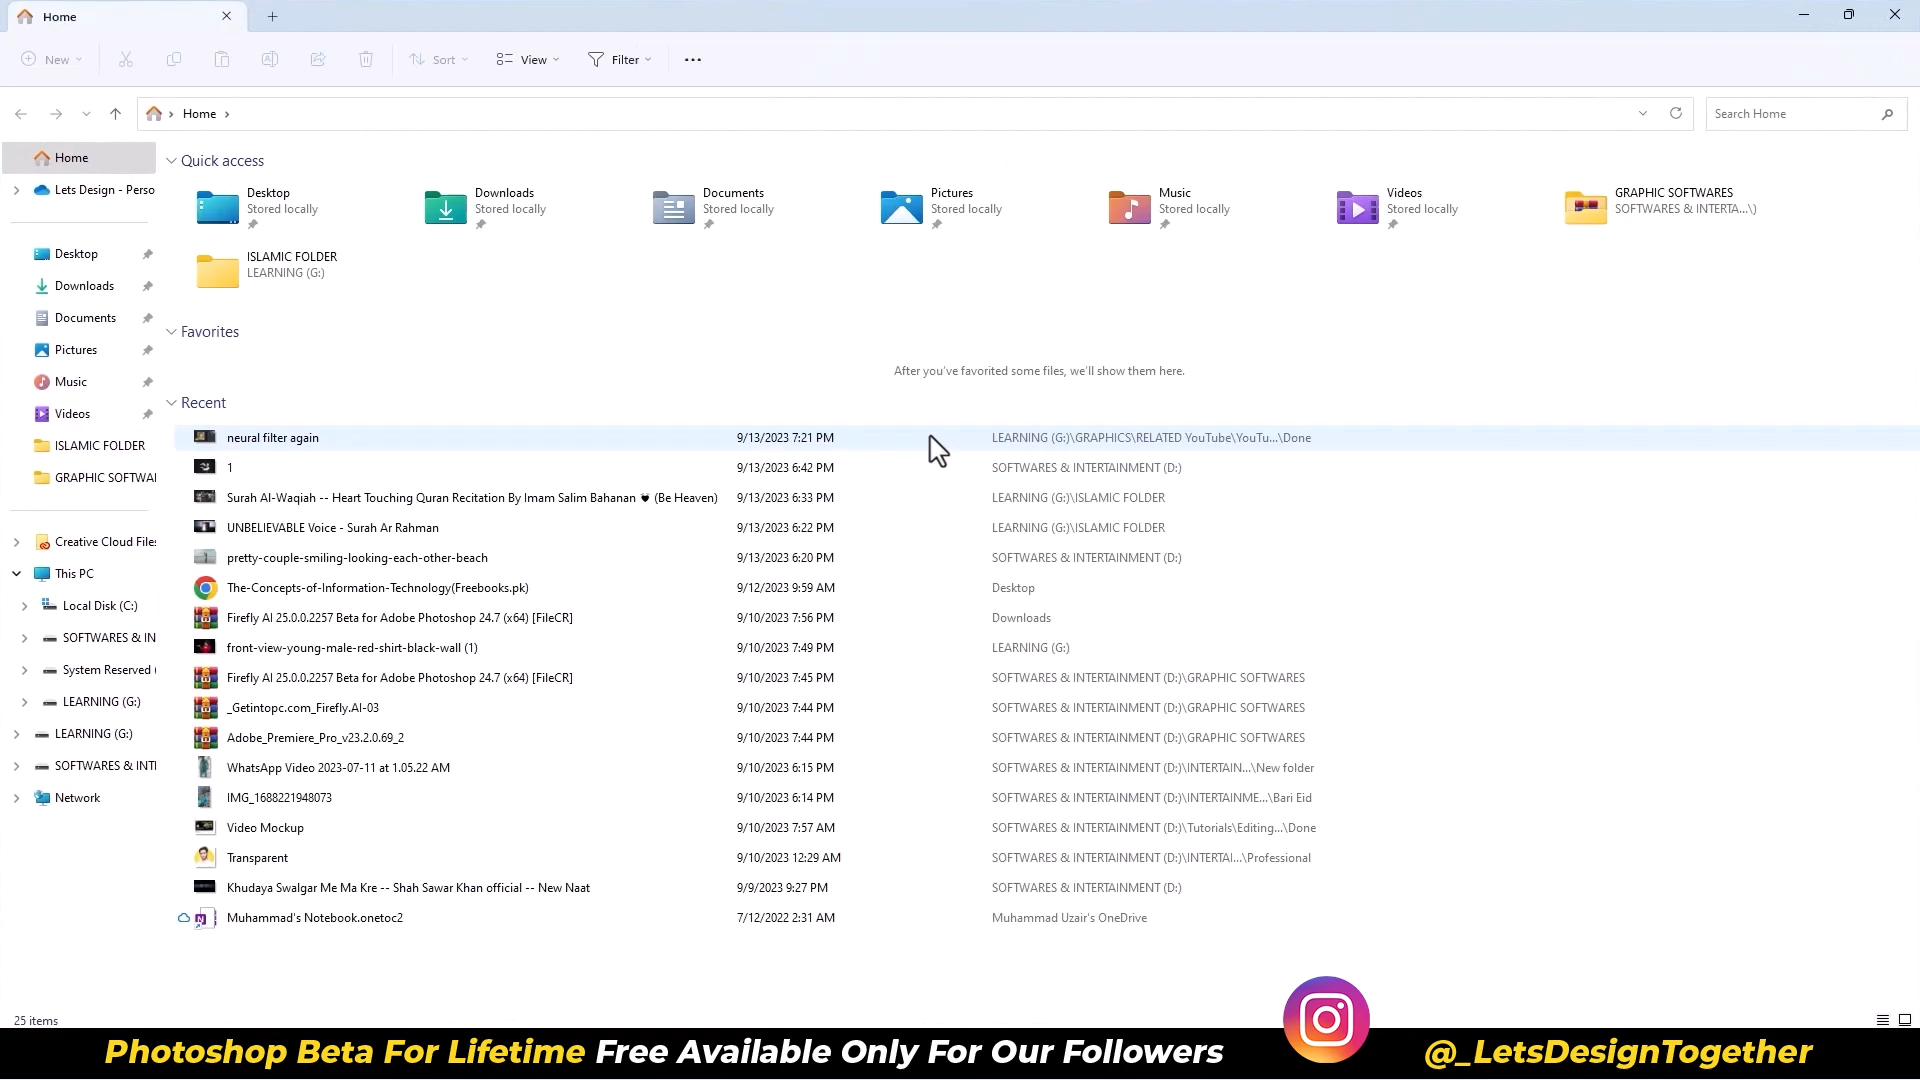 Home
New
Sort
View
Filter
Home
Search Home
Home
Lets Design - Perso
Desktop
Downloads
Documents
Pictures
Music
Videos
ISLAMIC FOLDER
GRAPHIC SOFTWA
Creative Cloud Files
This PC
Local Disk (C:)
SOFTWARES & IN
System Reserved (
LEARNING (G:)
LEARNING (G:)
SOFTWARES & INTI
Network
Quick access
Desktop
Stored locally
Downloads
Stored locally
Documents
Stored locally
Pictures
Stored locally
Music
Stored locally
Videos
Stored locally
GRAPHIC SOFTWARES
SOFTWARES & INTERTA...\)
ISLAMIC FOLDER
LEARNING (G:)
Favorites
After you've favorited some files, we'll show them here.
Recent
neural filter again 9/13/2023 7:21 PM LEARNING (G:)\GRAPHICS\RELATED YouTube\YouTu...\Done
1 9/13/2023 6:42 PM SOFTWARES & INTERTAINMENT (D:)
Surah Al-Waqiah -- Heart Touching Quran Recitation By Imam Salim Bahanan ♥ (Be Heaven) 9/13/2023 6:33 PM LEARNING (G:)\ISLAMIC FOLDER
UNBELIEVABLE Voice - Surah Ar Rahman 9/13/2023 6:22 PM LEARNING (G:)\ISLAMIC FOLDER
pretty-couple-smiling-looking-each-other-beach 9/13/2023 6:20 PM SOFTWARES & INTERTAINMENT (D:)
The-Concepts-of-Information-Technology(Freebooks.pk) 9/12/2023 9:59 AM Desktop
Firefly AI 25.0.0.2257 Beta for Adobe Photoshop 24.7 (x64) [FileCR] 9/10/2023 7:56 PM Downloads
front-view-young-male-red-shirt-black-wall (1) 9/10/2023 7:49 PM LEARNING (G:)
Firefly AI 25.0.0.2257 Beta for Adobe Photoshop 24.7 (x64) [FileCR] 9/10/2023 7:45 PM SOFTWARES & INTERTAINMENT (D:)\GRAPHIC SOFTWARES
_Getintopc.com_Firefly.AI-03 9/10/2023 7:44 PM SOFTWARES & INTERTAINMENT (D:)\GRAPHIC SOFTWARES
Adobe_Premiere_Pro_v23.2.0.69_2 9/10/2023 7:44 PM SOFTWARES & INTERTAINMENT (D:)\GRAPHIC SOFTWARES
WhatsApp Video 2023-07-11 at 1.05.22 AM 9/10/2023 6:15 PM SOFTWARES & INTERTAINMENT (D:)\INTERTAIN...\New folder
IMG_1688221948073 9/10/2023 6:14 PM SOFTWARES & INTERTAINMENT (D:)\INTERTAINME...\Bari Eid
Video Mockup 9/10/2023 7:57 AM SOFTWARES & INTERTAINMENT (D:)\Tutorials\Editing...\Done
Transparent 9/10/2023 12:29 AM SOFTWARES & INTERTAINMENT (D:)\INTERTAI...\Professional
Khudaya Swalgar Me Ma Kre -- Shah Sawar Khan official -- New Naat 9/9/2023 9:27 PM SOFTWARES & INTERTAINMENT (D:)
Muhammad's Notebook.onetoc2 7/12/2022 2:31 AM Muhammad Uzair's OneDrive
25 items
Photoshop Beta For Lifetime Free Available Only For Our Followers
@_LetsDesignTogether